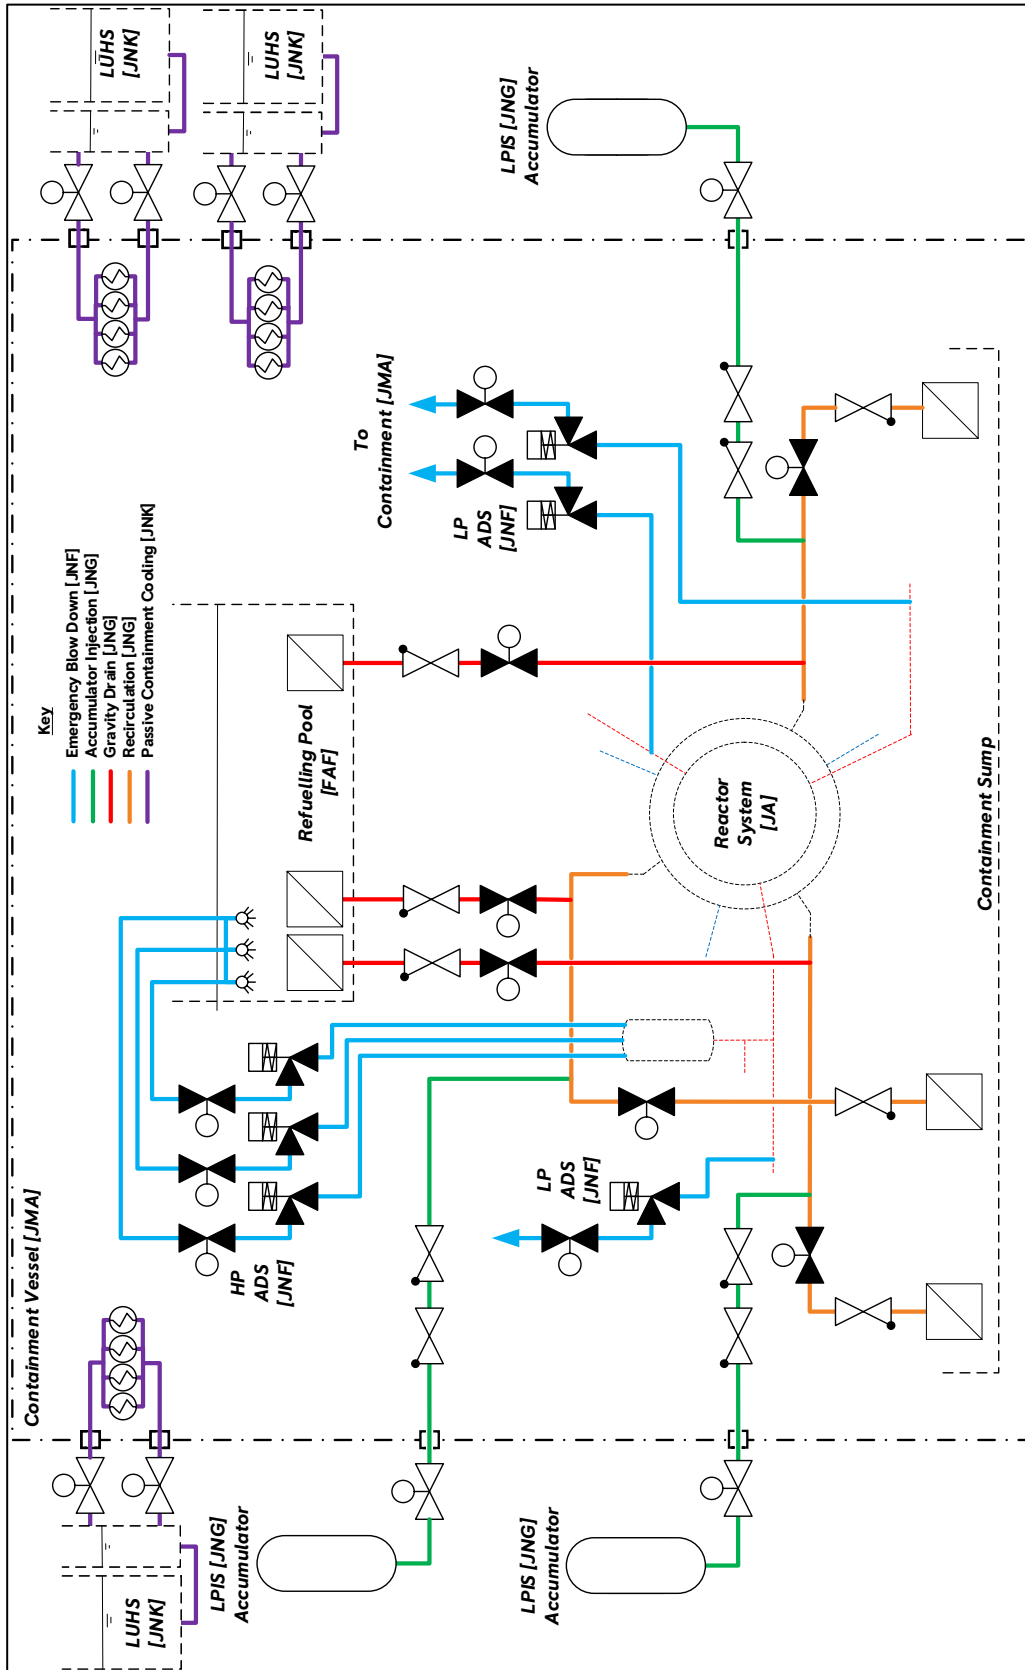 Containment Vessel [JMA]
Key
Emergency Blow Down [JNF]
Accumulator Injection [JNG]
Gravity Drain [JNG]
Recirculation [JNG]
Passive Containment Cooling [JNK]
LUHS
[JNK]
LUHS
[JNK]
LUHS
[JNK]
LPIS [JNG]
Accumulator
LPIS [JNG]
Accumulator
LPIS [JNG]
Accumulator
HP
ADS
[JNF]
Refuelling Pool
[FAF]
To
Containment [JMA]
LP
ADS
[JNF]
LP
ADS
[JNF]
Reactor
System
[JA]
Containment Sump